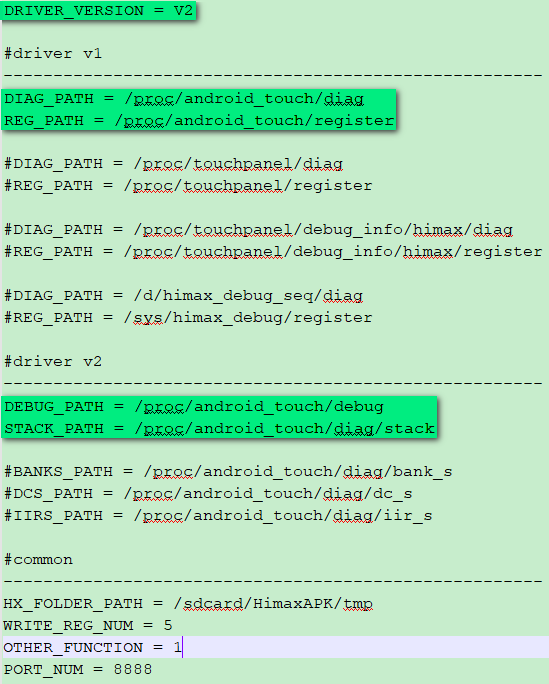 DRIVER_VERSION = V2
#driver v1
------------------------------------------------------
DIAG_PATH = /proc/android_touch/diag
REG_PATH = /proc/android_touch/register
#DIAG_PATH = /proc/touchpanel/diag
#REG_PATH = /proc/touchpanel/register
#DIAG_PATH = /proc/touchpanel/debug_info/himax/diag
#REG_PATH = /proc/touchpanel/debug_info/himax/register
#DIAG_PATH = /d/himax_debug_seq/diag
#REG_PATH = /sys/himax_debug/register
#driver v2
------------------------------------------------------
DEBUG_PATH = /proc/android_touch/debug
STACK_PATH = /proc/android_touch/diag/stack
#BANKS_PATH = /proc/android_touch/diag/bank_s
#DCS_PATH = /proc/android_touch/diag/dc_s
#IIRS_PATH = /proc/android_touch/diag/iir_s
#common
------------------------------------------------------
HX_FOLDER_PATH = /sdcard/HimaxAPK/tmp
WRITE_REG_NUM = 5
OTHER_FUNCTION = 1
PORT_NUM = 8888